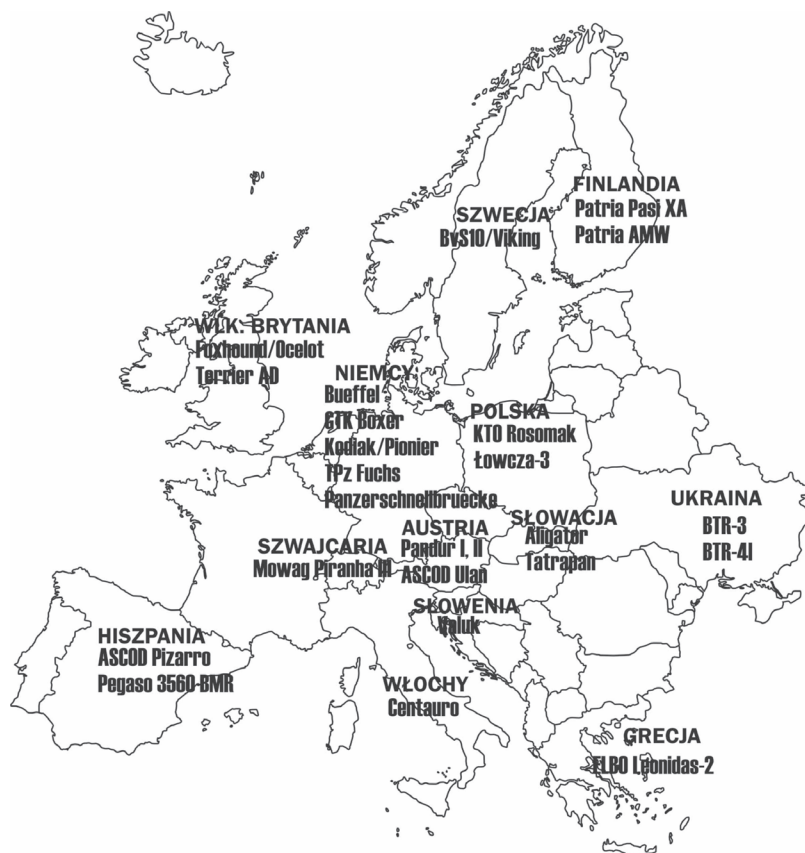 FINLANDIA
Patria Pasi XA
Patria AMW
SZWECJA
BvS10/Viking
WLK. BRYTANIA
Foxhound/Ocelot
Terrier AD
NIEMCY
Bueffel
GTK Boxer
Kodiak/Pionier
TPz Fuchs
Panzerschnellbruecke
POLSKA
KTO Rosomak
Łowcza-3
UKRAINA
BTR-3
BTR-4I
SŁOWACJA
Aligator
Tatrapan
AUSTRIA
Pandur I, II
ASCOD Ulan
SZWAJCARIA
Mowag Piranha III
SŁOWENIA
Valuk
HISZPANIA
ASCOD Pizarro
Pegaso 3560-BMR
WŁOCHY
Centauro
GRECJA
ELBO Leonidas-2